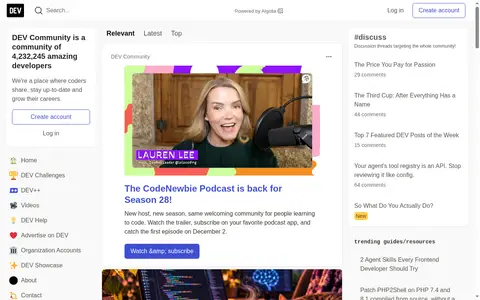 DEV
Search...
Powered by Algolia
Log in
Create account
DEV Community is a
community of
4,232,245 amazing
developers
We're a place where coders
share, stay up-to-date and
grow their careers.
Create account
Log in
Home
DEV Challenges
DEV++
Videos
DEV Help
Advertise on DEV
Organization Accounts
DEV Showcase
About
Contact
Relevant
Latest
Top
DEV Community
LAUREN LEE
The CodeNewbie Podcast is back for
Season 28!
New host, new season, same welcoming community for people learning
to code. Watch the trailer, subscribe on your favorite podcast app, and
catch the first episode on December 2.
Watch &amp; subscribe
#discuss
Discussion threads targeting the whole community!
The Price You Pay for Passion
29 comments
The Third Cup: After Everything Has a
Name
44 comments
Top 7 Featured DEV Posts of the Week
15 comments
Your agent's tool registry is an API. Stop
reviewing it like config.
64 comments
So What Do You Actually Do?
New
trending guides/resources
2 Agent Skills Every Frontend
Developer Should Try
Patch PHP2Shell on PHP 7.4 and
8.1 compiled from source, without a